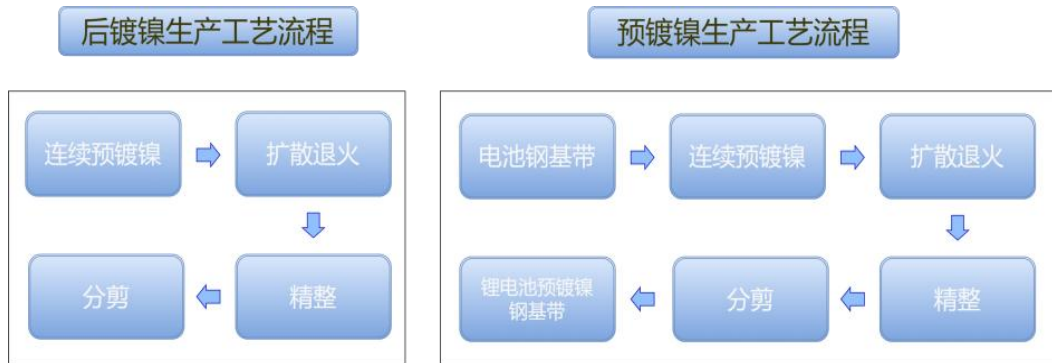 后镀镍生产工艺流程
预镀镍生产工艺流程
连续预镀镍
扩散退火
分剪
精整
电池钢基带
连续预镀镍
扩散退火
锂电池预镀镍
钢基带
分剪
精整